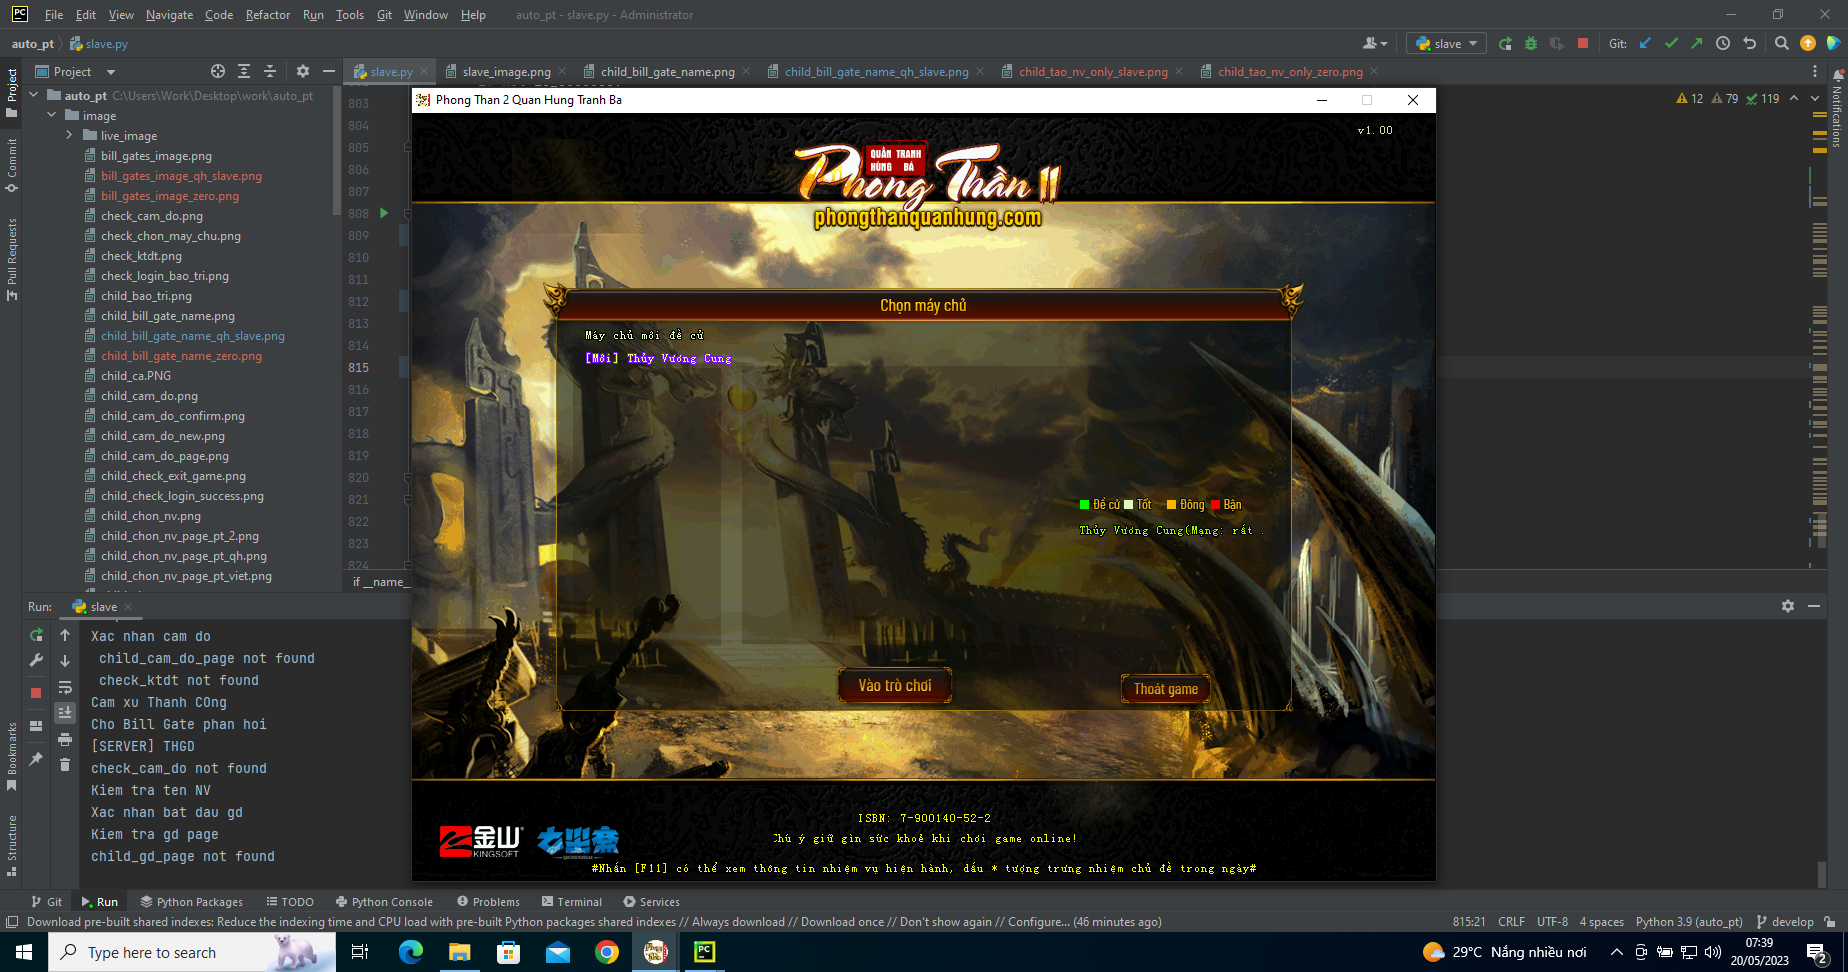 File Edit View Navigate Code Refactor Run Tools Git Window Help auto_pt - slave.py - Administrator
auto_pt slave.py slave Git:
Project slave.py slave_image.png child_bill_gate_name.png child_bill_gate_name_qh_slave.png child_tao_nv_only_slave.png child_tao_nv_only_zero.png
auto_pt C:\Users\Work\Desktop\work\auto_pt
image
live_image
bill_gates_image.png
bill_gates_image_qh_slave.png
bill_gates_image_zero.png
check_cam_do.png
check_chon_may_chu.png
check_ktdt.png
check_login_bao_tri.png
child_bao_tri.png
child_bill_gate_name.png
child_bill_gate_name_qh_slave.png
child_bill_gate_name_zero.png
child_ca.PNG
child_cam_do.png
child_cam_do_confirm.png
child_cam_do_new.png
child_cam_do_page.png
child_check_exit_game.png
child_check_login_success.png
child_chon_nv.png
child_chon_nv_page_pt_2.png
child_chon_nv_page_pt_qh.png
child_chon_nv_page_pt_viet.png
Project
Commit
Pull Requests
Bookmarks
Structure
Notifications
803
804
805
806
807
808
809
810
811
812
813
814
815
816
817
818
819
820
821
822
823
824
if __name_
12 79 119
Phong Than 2 Quan Hung Tranh Ba
v1.00
QUẦN TRANH
HÙNG BÁ
Phong Thần II
phongthanquanhung.com
Chọn máy chủ
Máy chủ mới đề cử
[Mới] Thủy Vương Cung
Đề cử Tốt Đông Bận
Thủy Vương Cung(Mạng: rất .
Vào trò chơi
Thoát game
ISBN: 7-900140-52-2
Chú ý giữ gìn sức khoẻ khi chơi game online!
#Nhấn [F11] có thể xem thông tin nhiệm vụ hiện hành, dấu * tượng trưng nhiệm chủ đề trong ngày#
金山
KINGSOFT
Run: slave
Xac nhan cam do
child_cam_do_page not found
check_ktdt not found
Cam xu Thanh COng
Cho Bill Gate phan hoi
[SERVER] THGD
check_cam_do not found
Kiem tra ten NV
Xac nhan bat dau gd
Kiem tra gd page
child_gd_page not found
Git Run Python Packages TODO Python Console Problems Terminal Services
Download pre-built shared indexes: Reduce the indexing time and CPU load with pre-built Python packages shared indexes // Always download // Download once // Don't show again // Configure... (46 minutes ago)
815:21 CRLF UTF-8 4 spaces Python 3.9 (auto_pt) develop
Type here to search
29°C Nắng nhiều nơi
07:39
20/05/2023
2